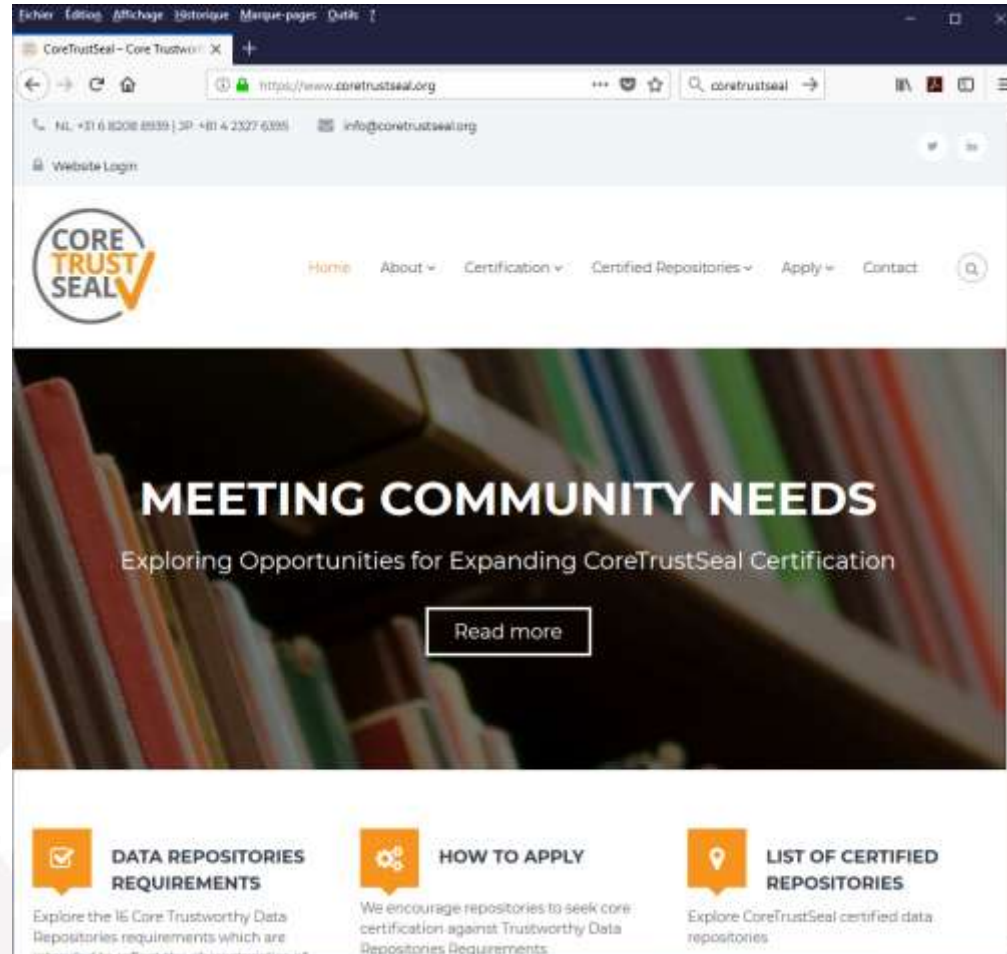 Fichier Édition Affichage Historique Marque-pages Outils ?
CoreTrustSeal – Core Trustwort
https://www.coretrustseal.org
coretrustseal
NL: +31 6 8208 8939 | JP: +81 4 2327 6395 info@coretrustseal.org
Website Login
CORE
TRUST
SEAL
Home About Certification Certified Repositories Apply Contact
MEETING COMMUNITY NEEDS
Exploring Opportunities for Expanding CoreTrustSeal Certification
Read more
DATA REPOSITORIES
REQUIREMENTS
Explore the 16 Core Trustworthy Data
Repositories requirements which are
HOW TO APPLY
We encourage repositories to seek core
certification against Trustworthy Data
Repositories Requirements
LIST OF CERTIFIED
REPOSITORIES
Explore CoreTrustSeal certified data
repositories